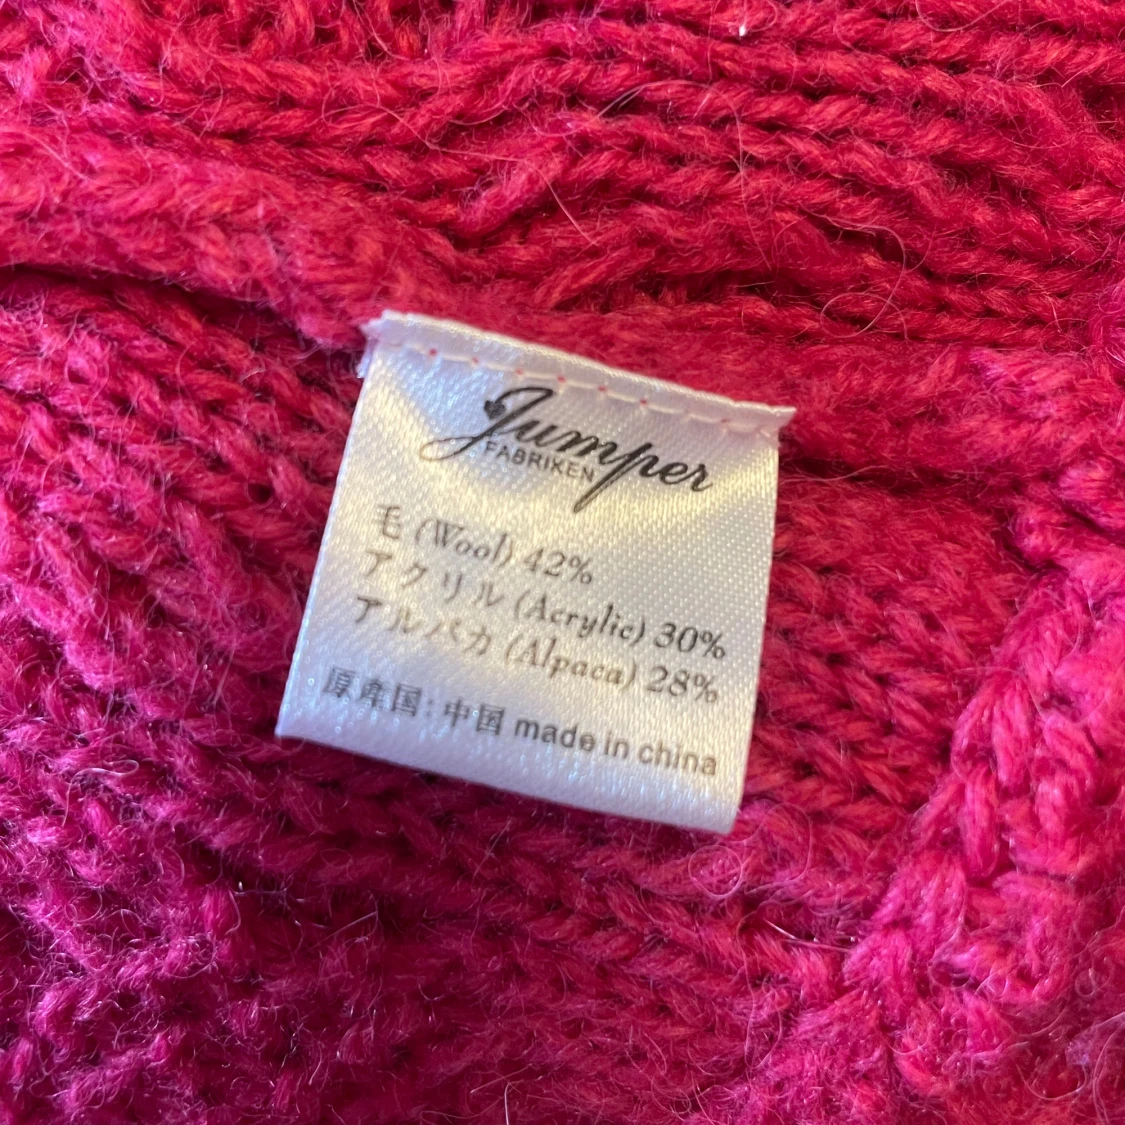 Jumper
FABRIKEN
毛 (Wool) 42%
アクリル (Acrylic) 30%
アルパカ (Alpaca) 28%
原産国:中国 made in china